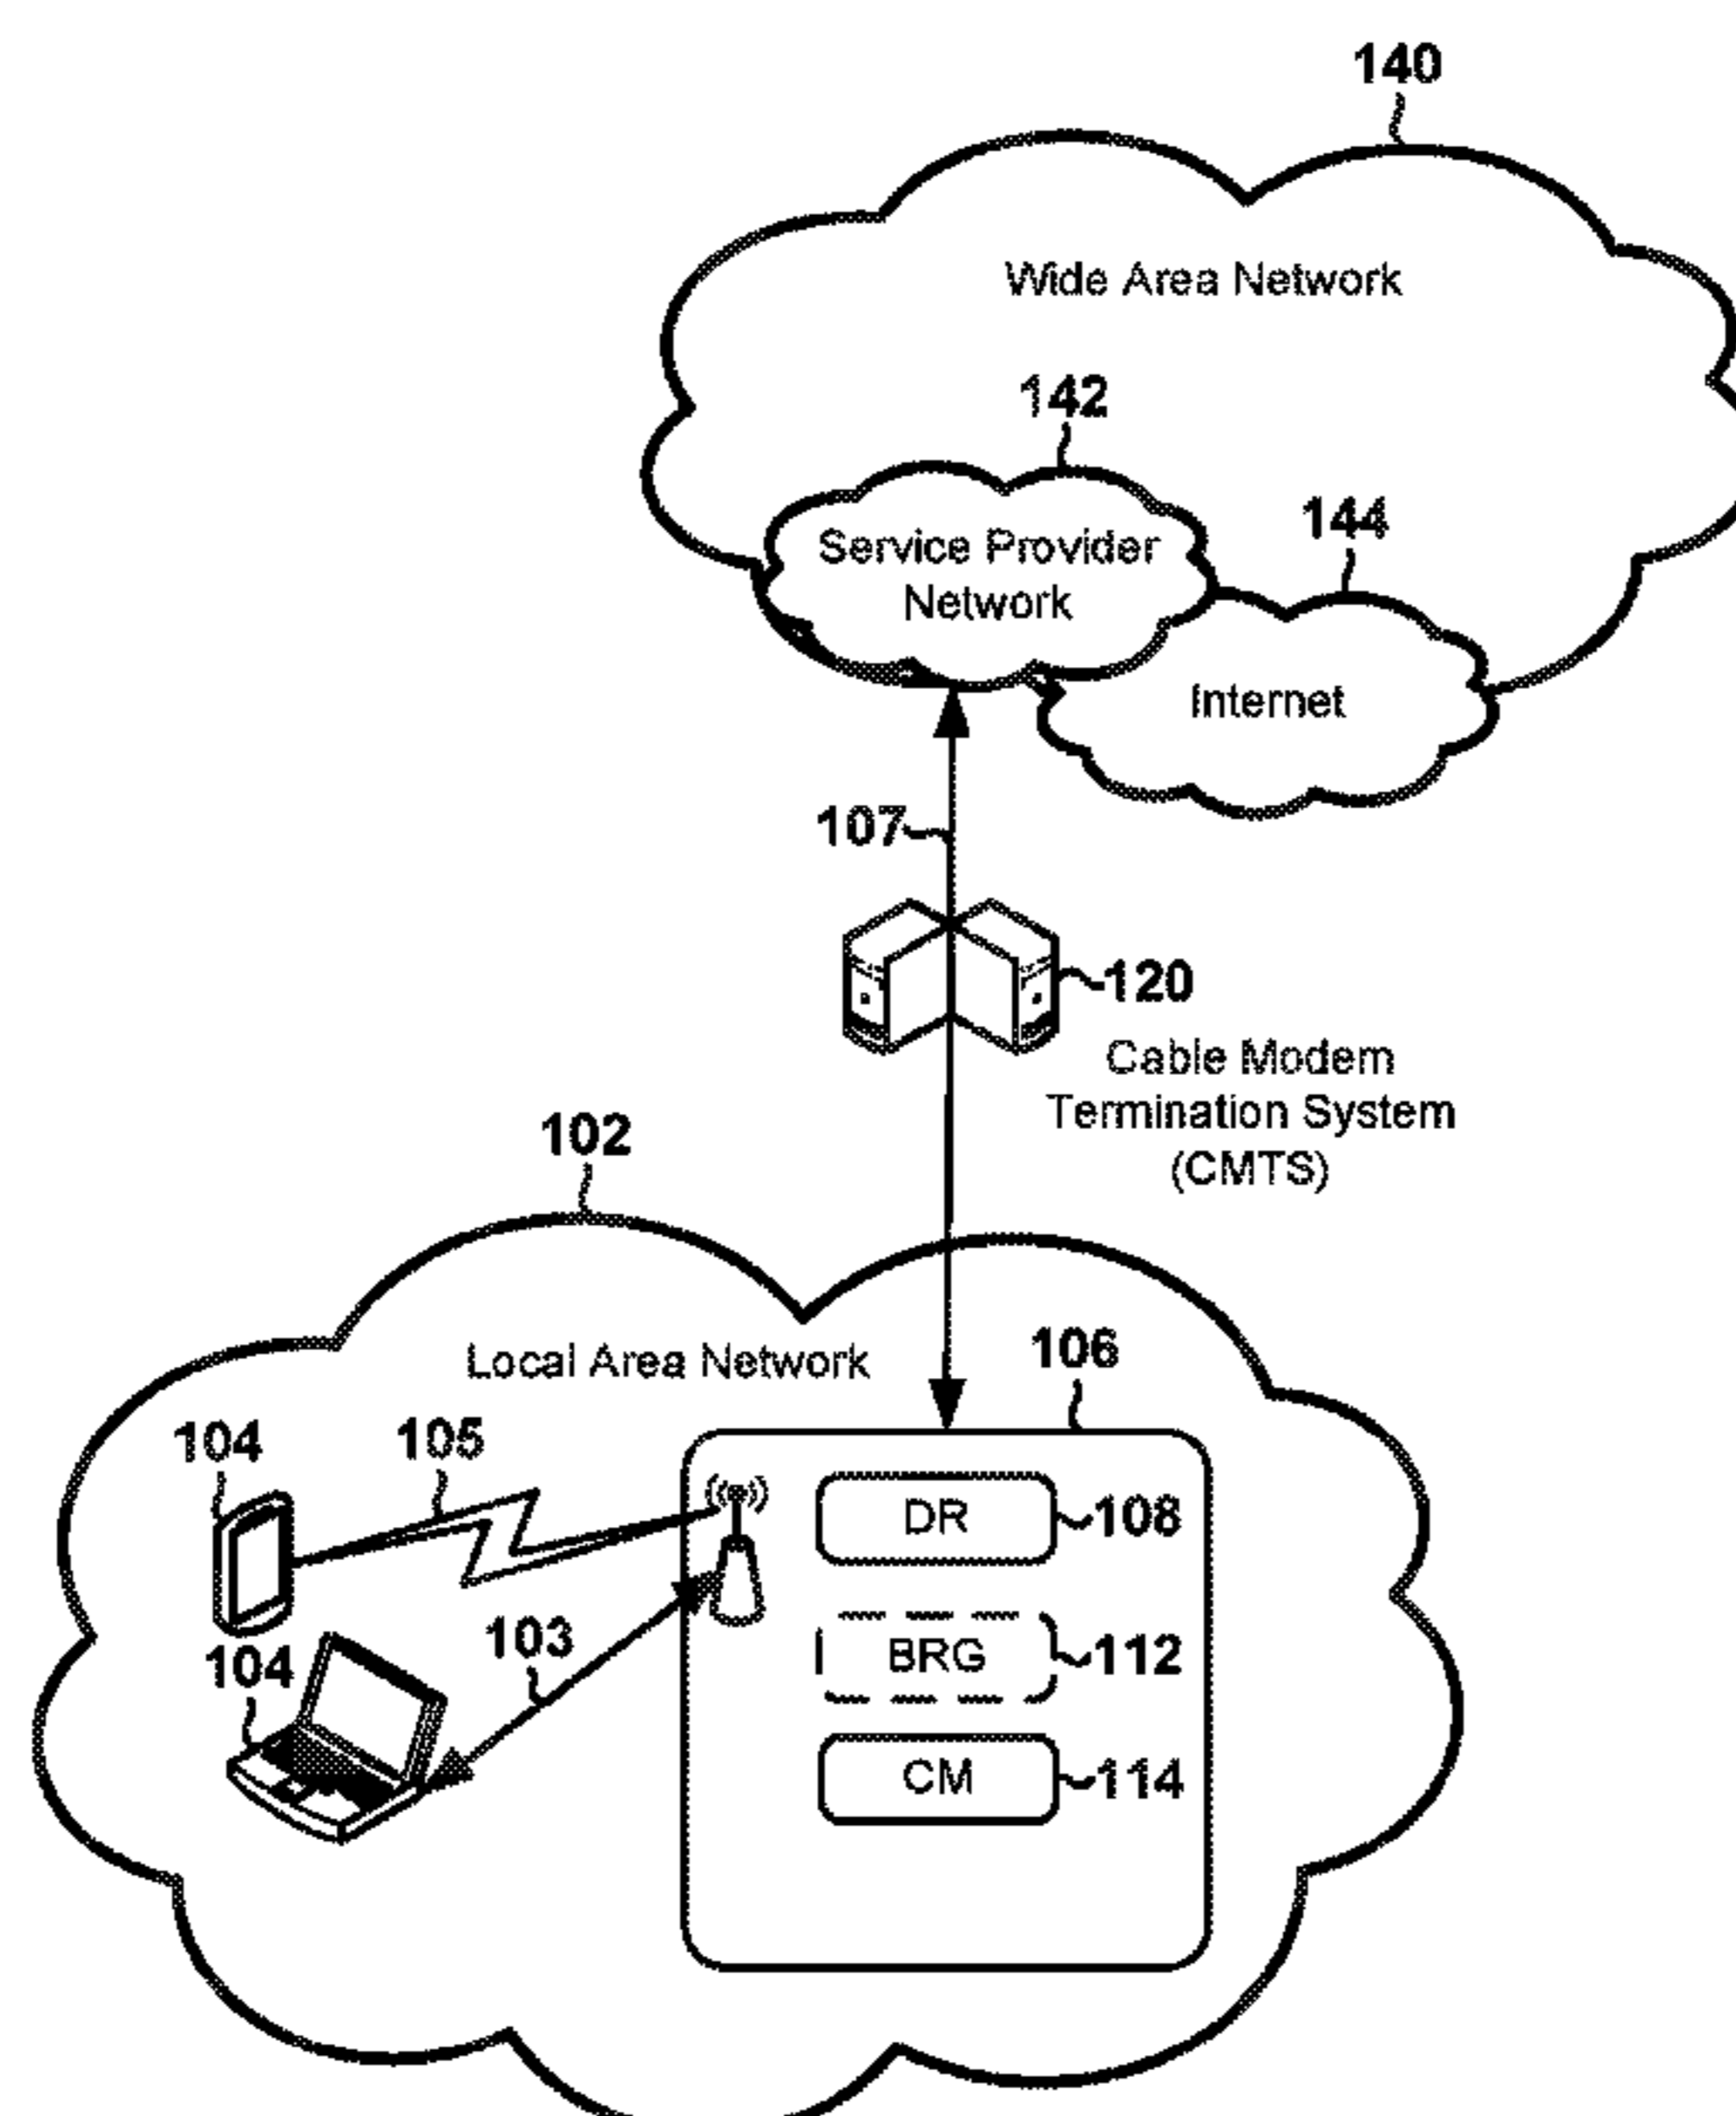 140
Wide Area Network
142
144
Service Provider
Network
Internet
107
120
Cable Modem
Termination System
(CMTS)
102
Local Area Network
106
104
105
DR
108
103
104
BRG
112
CM
114